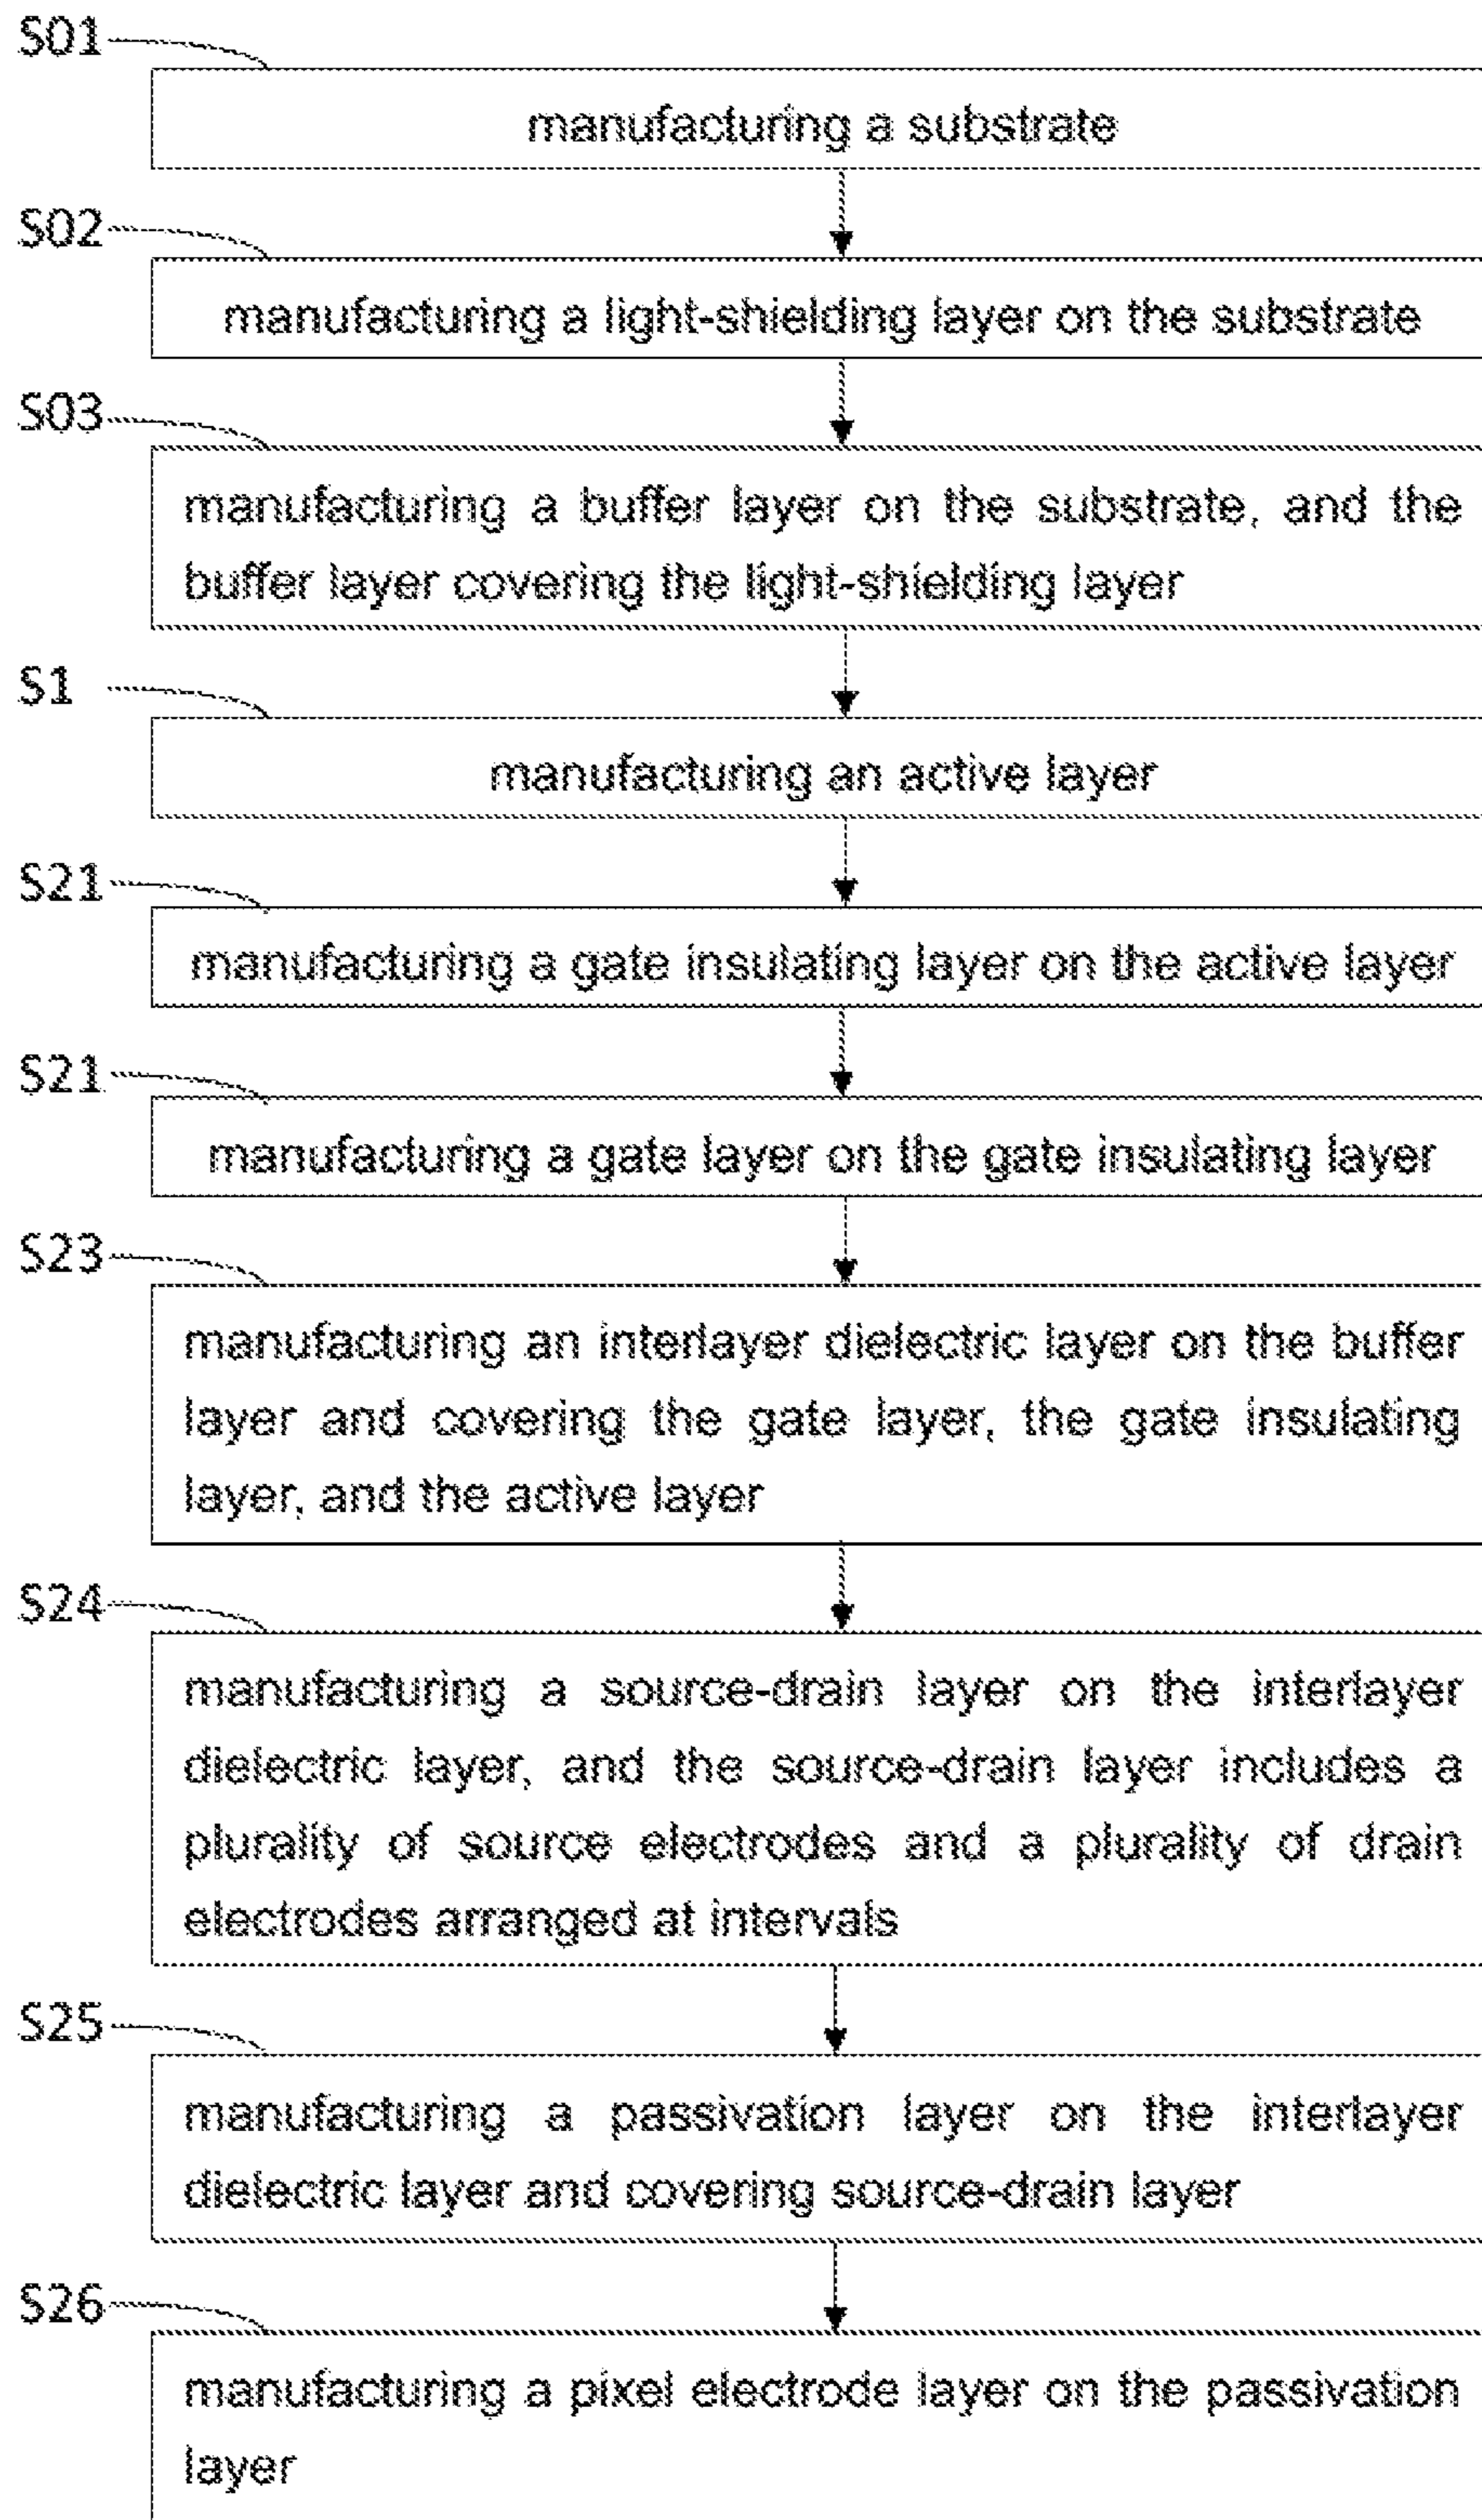 S01
manufacturing a substrate
S02
manufacturing a light-shielding layer on the substrate
S03
manufacturing a buffer layer on the substrate, and the
buffer layer covering the light-shielding layer
S1
manufacturing an active layer
S21
manufacturing a gate insulating layer on the active layer
S21
manufacturing a gate layer on the gate insulating layer
S23
manufacturing an interlayer dielectric layer on the buffer
layer and covering the gate layer, the gate insulating
layer, and the active layer
S24
manufacturing a source-drain layer on the interlayer
dielectric layer, and the source-drain layer includes a
plurality of source electrodes and a plurality of drain
electrodes arranged at intervals
S25
manufacturing a passivation layer on the interlayer
dielectric layer and covering source-drain layer
S26
manufacturing a pixel electrode layer on the passivation
layer